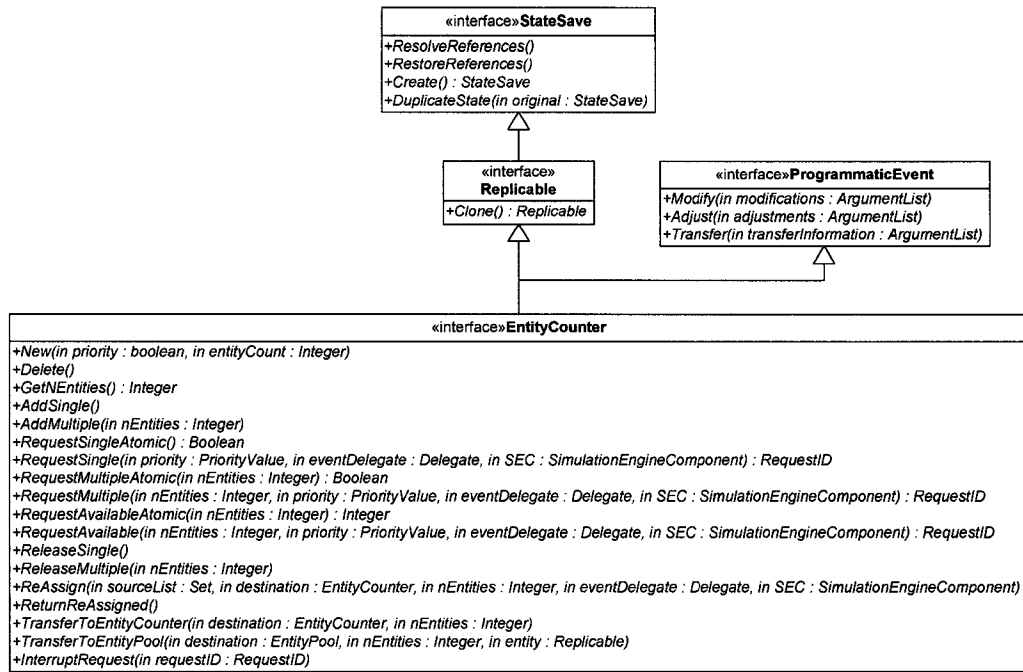 «interface»StateSave
+ResolveReferences()
+RestoreReferences()
+Create() : StateSave
+DuplicateState(in original : StateSave)
«interface»
Replicable
+Clone() : Replicable
«interface»ProgrammaticEvent
+Modify(in modifications : ArgumentList)
+Adjust(in adjustments : ArgumentList)
+Transfer(in transferInformation : ArgumentList)
«interface»EntityCounter
+New(in priority : boolean, in entityCount : Integer)
+Delete()
+GetNEntities() : Integer
+AddSingle()
+AddMultiple(in nEntities : Integer)
+RequestSingleAtomic() : Boolean
+RequestSingle(in priority : PriorityValue, in eventDelegate : Delegate, in SEC : SimulationEngineComponent) : RequestID
+RequestMultipleAtomic(in nEntities : Integer) : Boolean
+RequestMultiple(in nEntities : Integer, in priority : PriorityValue, in eventDelegate : Delegate, in SEC : SimulationEngineComponent) : RequestID
+RequestAvailableAtomic(in nEntities : Integer) : Integer
+RequestAvailable(in nEntities : Integer, in priority : PriorityValue, in eventDelegate : Delegate, in SEC : SimulationEngineComponent) : RequestID
+ReleaseSingle()
+ReleaseMultiple(in nEntities : Integer)
+ReAssign(in sourceList : Set, in destination : EntityCounter, in nEntities : Integer, in eventDelegate : Delegate, in SEC : SimulationEngineComponent)
+ReturnReAssigned()
+TransferToEntityCounter(in destination : EntityCounter, in nEntities : Integer)
+TransferToEntityPool(in destination : EntityPool, in nEntities : Integer, in entity : Replicable)
+InterruptRequest(in requestID : RequestID)